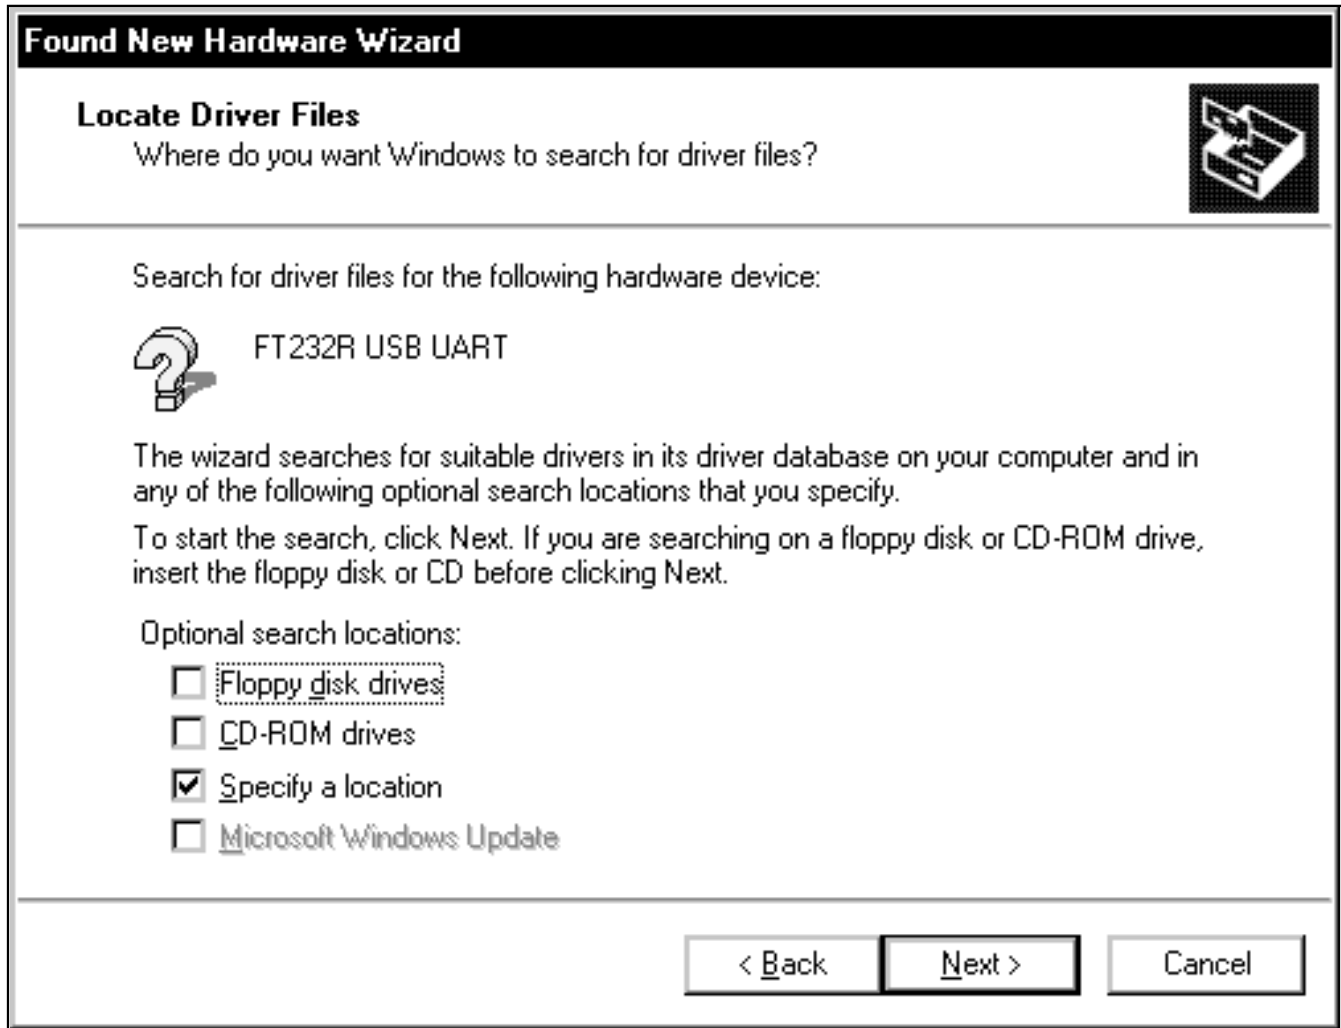 Found New Hardware Wizard
Locate Driver Files
Where do you want Windows to search for driver files?
Search for driver files for the following hardware device:
FT232R USB UART
The wizard searches for suitable drivers in its driver database on your computer and in
any of the following optional search locations that you specify.
To start the search, click Next. If you are searching on a floppy disk or CD-ROM drive,
insert the floppy disk or CD before clicking Next.
Optional search locations:
Floppy disk drives
CD-ROM drives
Specify a location
Microsoft Windows Update
< Back Next > Cancel